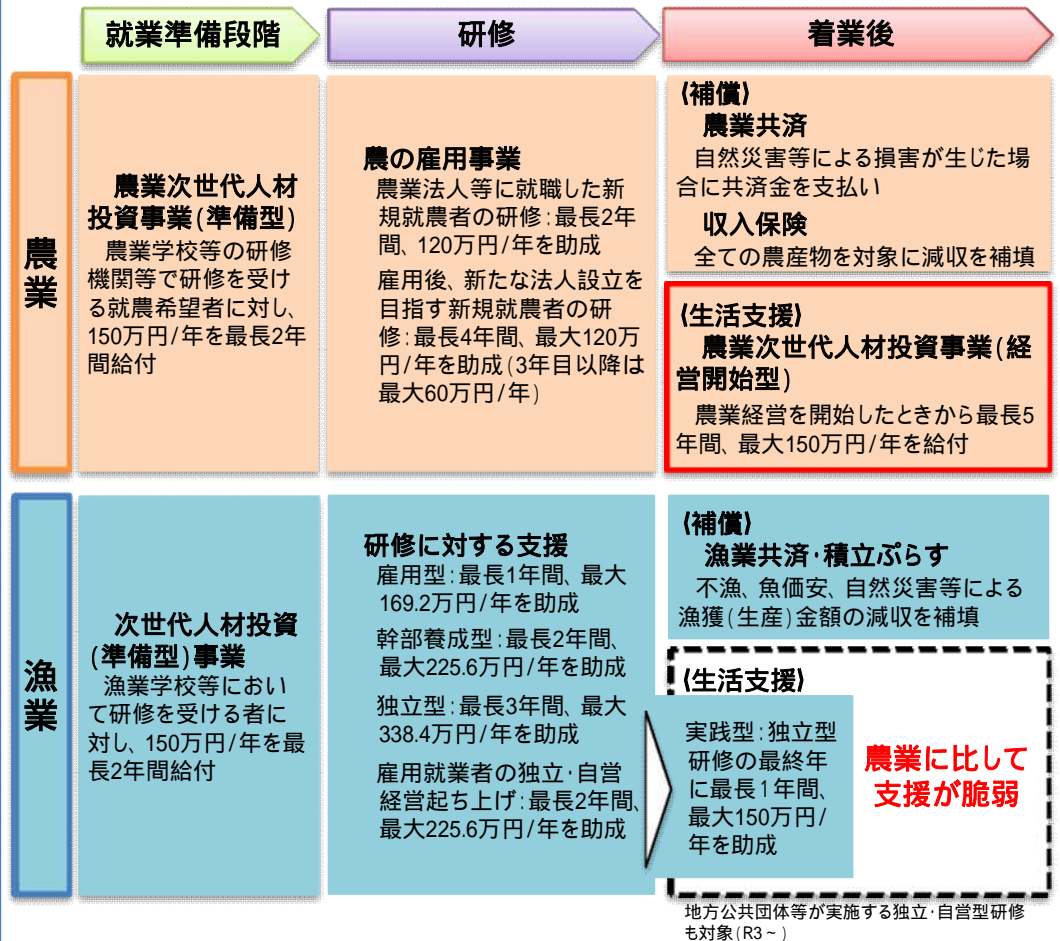 就業準備段階
研修
着業後
農業
農業次世代人材
投資事業(準備型)
農業学校等の研修
機関等で研修を受け
る就農希望者に対し、
150万円/年を最長2年
間給付
農の雇用事業
農業法人等に就職した新
規就農者の研修:最長2年
間、120万円/年を助成
雇用後、新たな法人設立を
目指す新規就農者の研
修:最長4年間、最大120万
円/年を助成(3年目以降は
最大60万円/年)
(補償)
農業共済
自然災害等による損害が生じた場
合に共済金を支払い
収入保険
全ての農産物を対象に減収を補填
(生活支援)
農業次世代人材投資事業(経
営開始型)
農業経営を開始したときから最長5
年間、最大150万円/年を給付
漁業
次世代人材投資
(準備型)事業
漁業学校等におい
て研修を受ける者に
対し、150万円/年を最
長2年間給付
研修に対する支援
雇用型:最長1年間、最大
169.2万円/年を助成
幹部養成型:最長2年間、
最大225.6万円/年を助成
独立型:最長3年間、最大
338.4万円/年を助成
雇用就業者の独立・自営
経営起ち上げ:最長2年間、
最大225.6万円/年を助成
(補償)
漁業共済・積立ぷらす
不漁、魚価安、自然災害等による
漁獲(生産)金額の減収を補填
(生活支援)
実践型:独立型
研修の最終年
に最長1年間、
最大150万円/
年を助成
農業に比して
支援が脆弱
地方公共団体等が実施する独立・自営型研修
も対象(R3~)